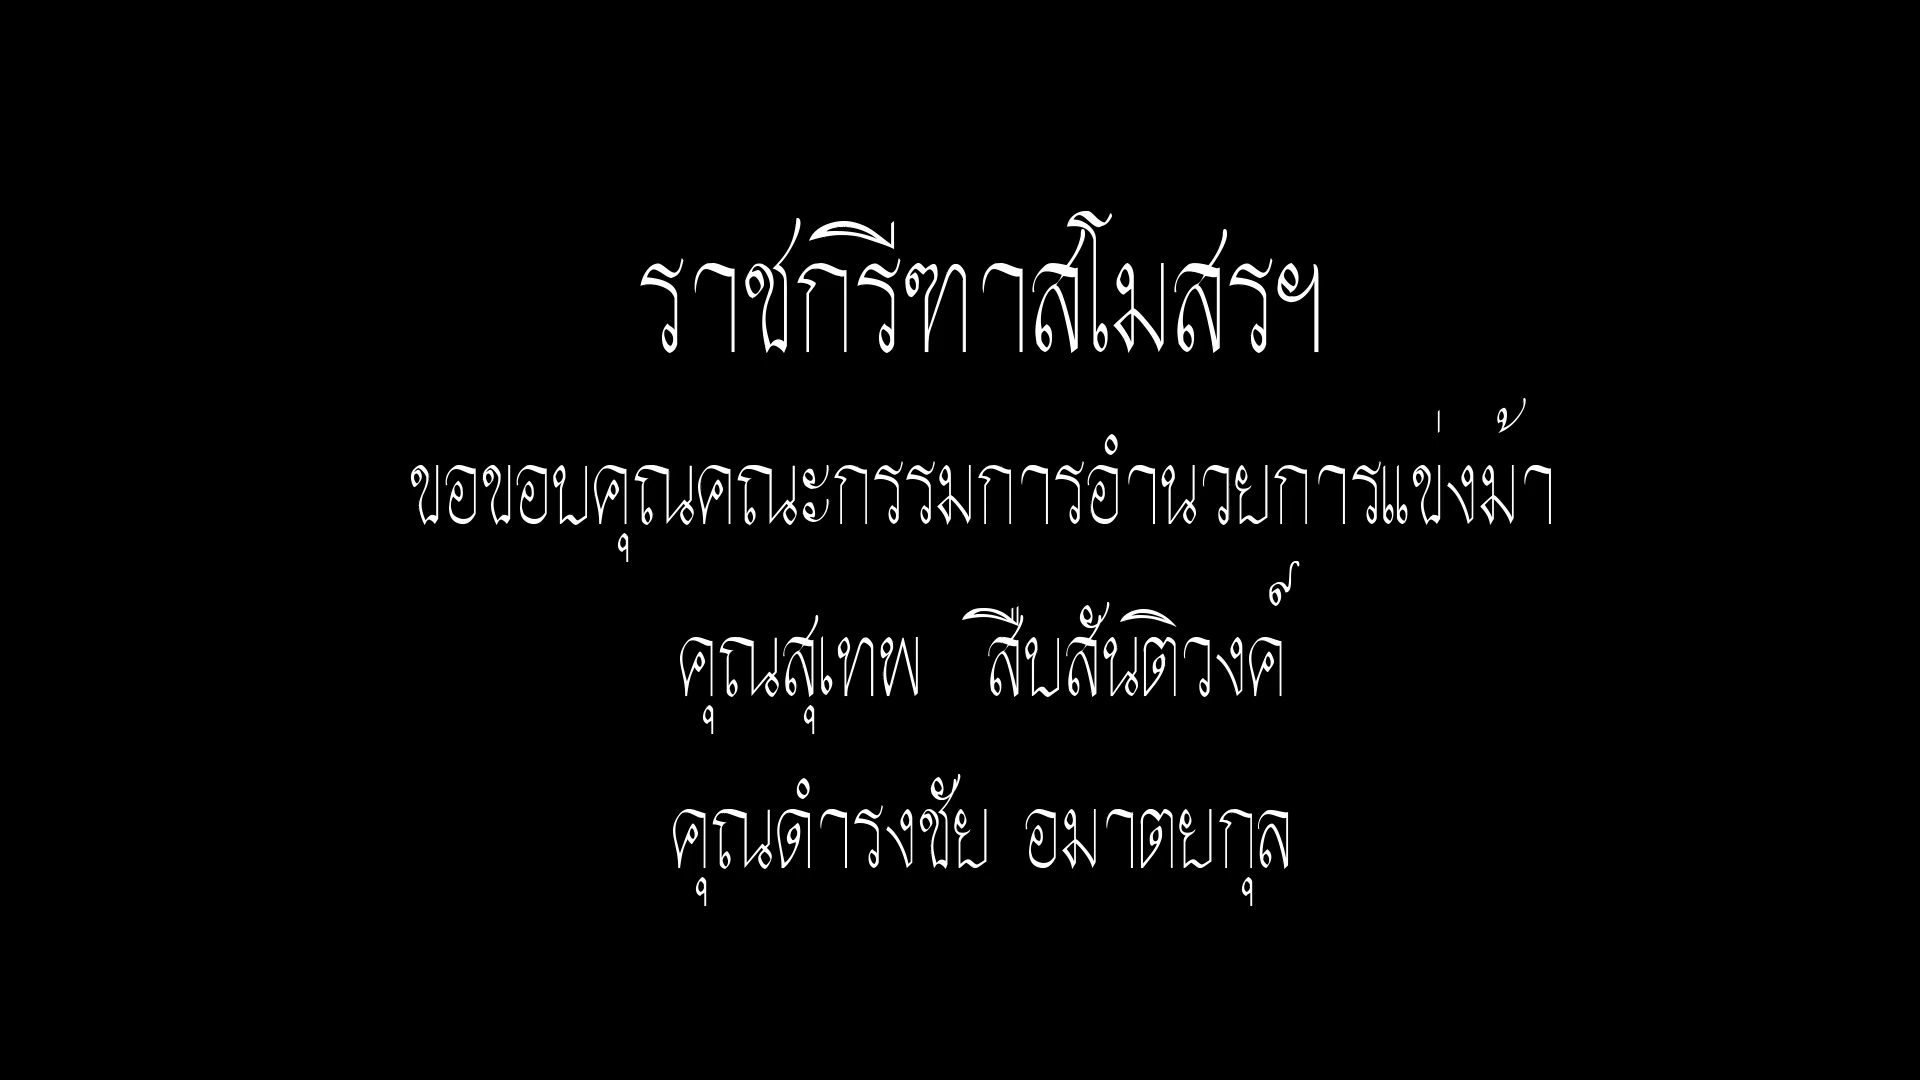 ราชกรีฑาสโมสรฯ
ขอขอบคุณคณะกรรมการอำนวยการแข่งม้า
คุณสุเทพ สืบสันติวงศ์
คุณดำรงชัย อมาตยกุล